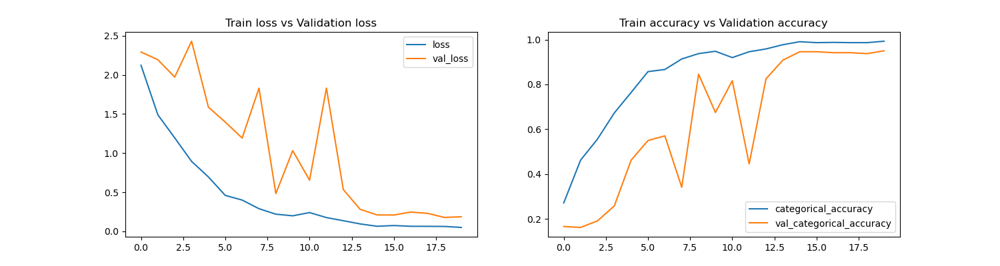 Train loss vs Validation loss
2.5
2.0
1.5
1.0
0.5
0.0
0.0 2.5 5.0 7.5 10.0 12.5 15.0 17.5
loss
val_loss
Train accuracy vs Validation accuracy
1.0
0.8
0.6
0.4
0.2
0.0 2.5 5.0 7.5 10.0 12.5 15.0 17.5
categorical_accuracy
val_categorical_accuracy